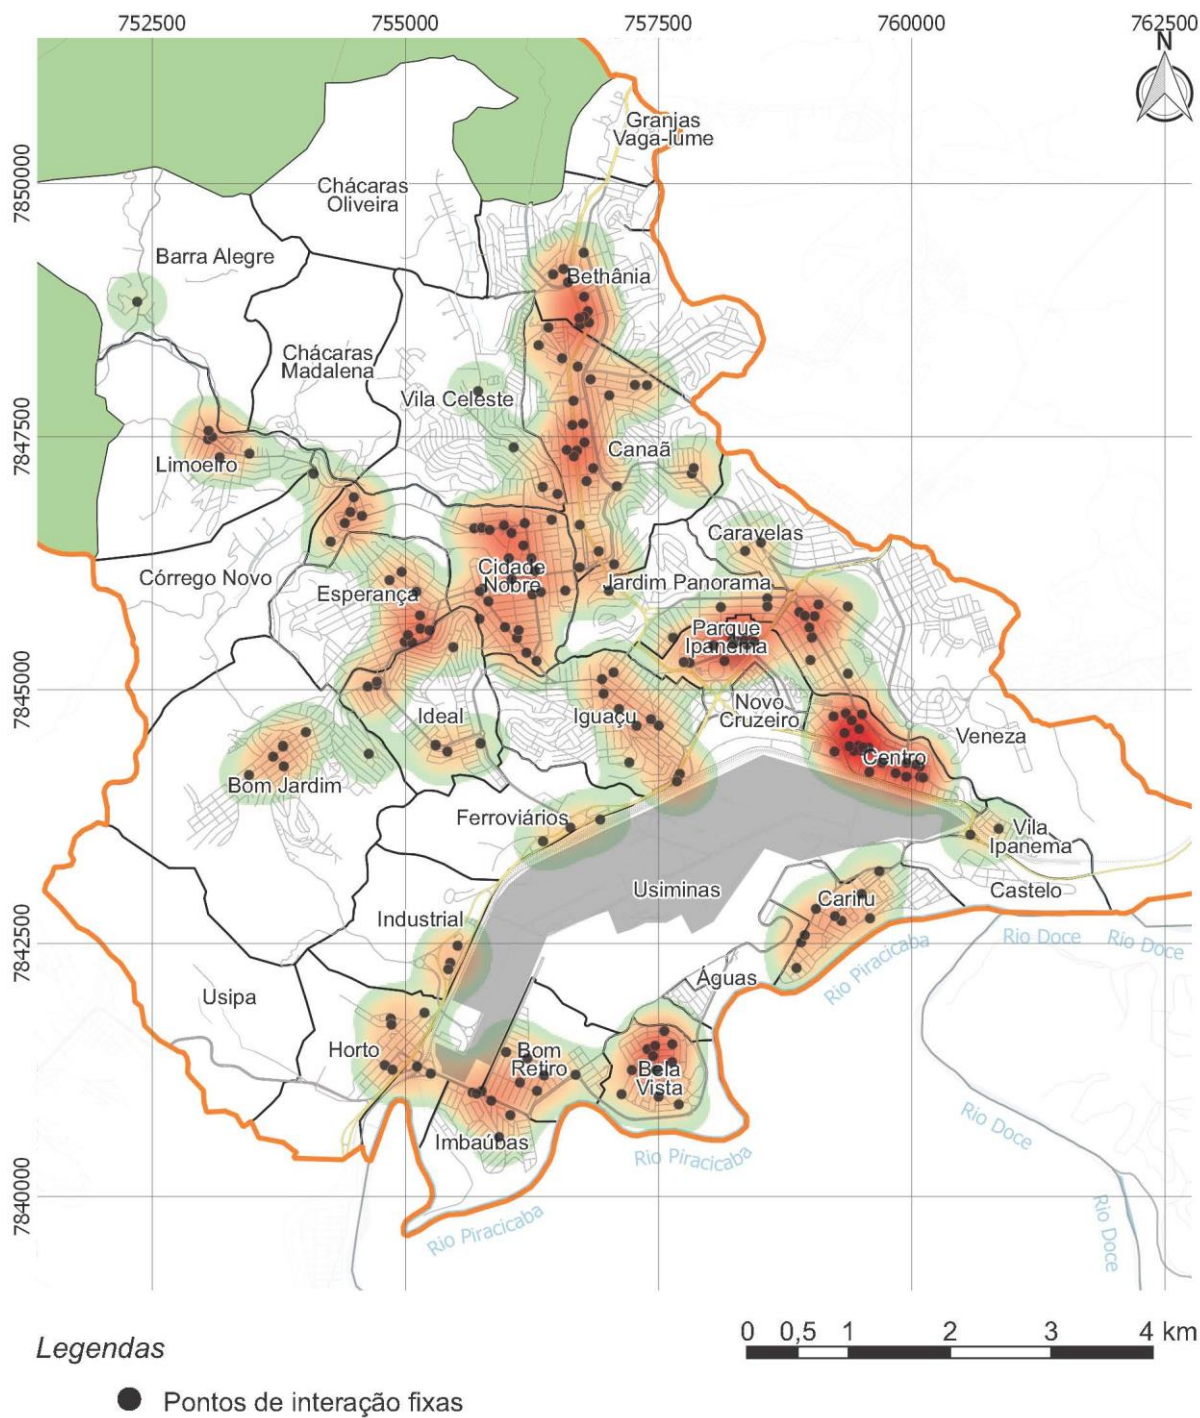 752500
755000
757500
760000
762500
N
Granjas
Vaga-lume
7850000
Chácaras
Oliveira
Barra Alegre
Bethânia
Chácaras
Madalena
Vila Celeste
7847500
Canaã
Limoeiro
Caravelas
Córrego Novo
Esperança
Cidade
Nobre
Jardim Panorama
Parque
Ipanema
7845000
Ideal
Iguaçu
Novo
Cruzeiro
Veneza
Centro
Bom Jardim
Ferroviários
Vila
Ipanema
Usiminas
Cariru
Castelo
Industrial
7842500
Rio Piracicaba
Rio Doce
Rio Doce
Águas
Usipa
Horto
Bom
Retiro
Bela
Vista
Imbaúbas
Rio Doce
Rio Piracicaba
7840000
Rio Piracicaba
Rio Doce
Legendas
0 0,5 1 2 3 4 km
Pontos de interação fixas